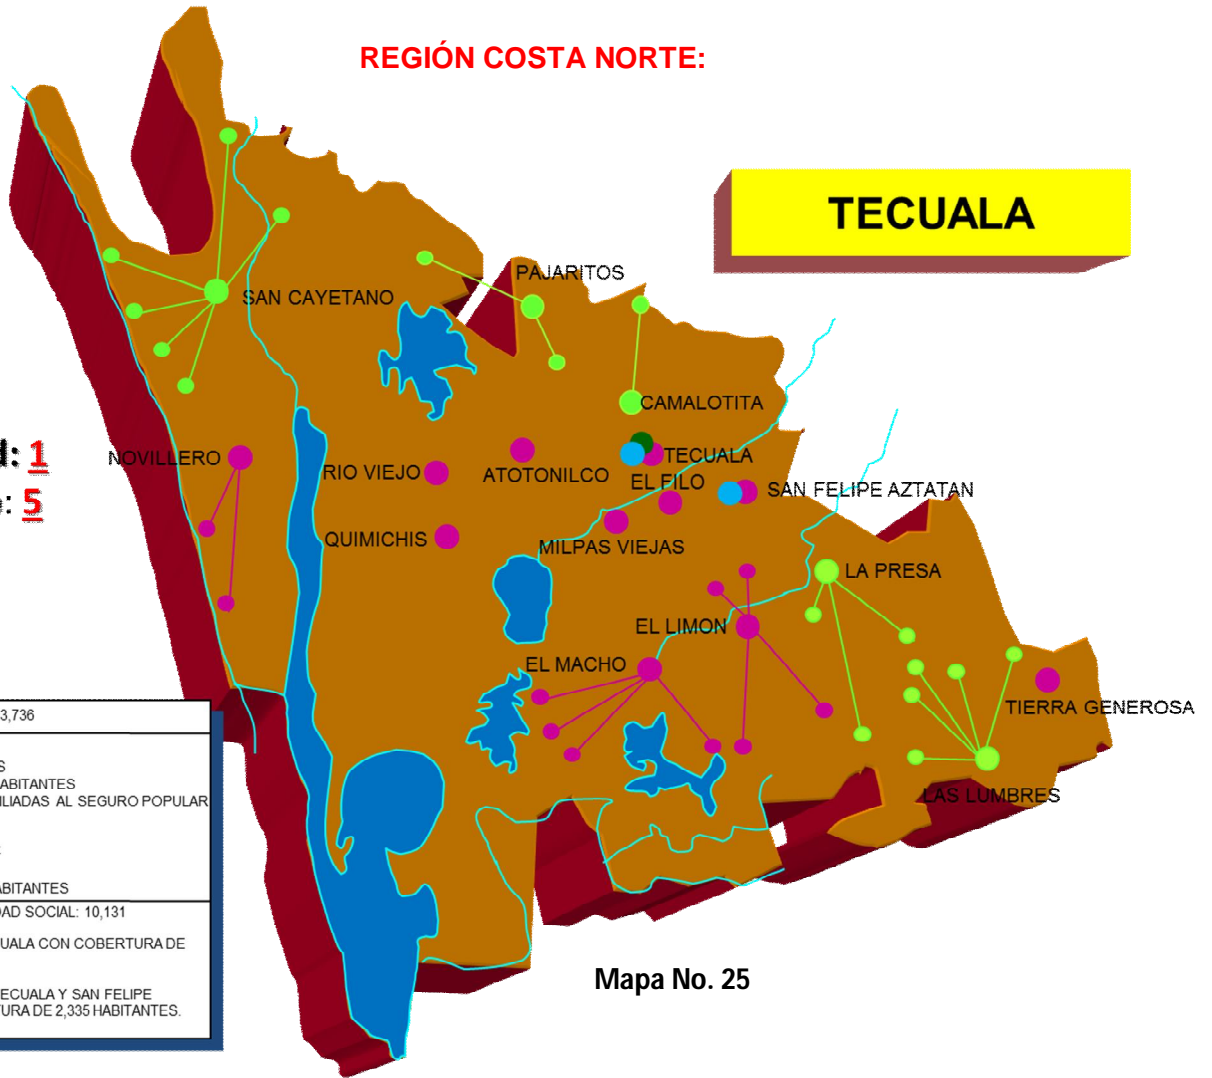 REGIÓN COSTA NORTE:
TECUALA
PAJARITOS
SAN CAYETANO
CAMALOTITA
: 1
NOVILLERO
RIO VIEJO
ATOTONILCO
TECUALA
EL FILO
SAN FELIPE AZTATAN
: 5
QUIMICHIS
MILPAS VIEJAS
LA PRESA
EL LIMON
EL MACHO
TIERRA GENEROSA
LAS LUMBRES
3,736
S
ABITANTES
ILIADAS AL SEGURO POPULAR
ABITANTES
DAD SOCIAL: 10,131
UALA CON COBERTURA DE
ECUALA Y SAN FELIPE
TURA DE 2,335 HABITANTES.
Mapa No. 25